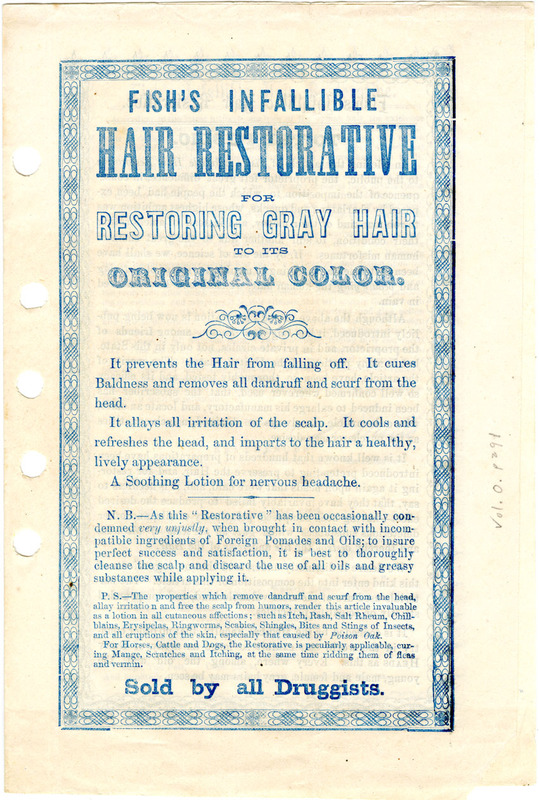 FISH'S INFALLIBLE
HAIR RESTORATIVE
FOR
RESTORING GRAY HAIR
TO ITS
ORIGINAL COLOR.
It prevents the Hair from falling off. It cures
Baldness and removes all dandruff and scurf from the
head.
It allays all irritation of the scalp. It cools and
refreshes the head, and imparts to the hair a healthy,
lively appearance.
A Soothing Lotion for nervous headache.
N. B.—As this "Restorative" has been occasionally con-
demned very unjustly, when brought in contact with incom-
patible ingredients of Foreign Pomades and Oils; to insure
perfect success and satisfaction, it is best to thoroughly
cleanse the scalp and discard the use of all oils and greasy
substances while applying it.
P. S.—The properties which remove dandruff and scurf from the head,
allay irritation and free the scalp from humors, render this article invaluable
as a lotion in all cutaneous affections; such as Itch, Rash, Salt Rheum, Chill-
blains, Erysipelas, Ringworms, Scabies, Shingles, Bites and Stings of Insects,
and all eruptions of the skin, especially that caused by Poison Oak.
For Horses, Cattle and Dogs, the Restorative is peculiarly applicable, cur-
ing Mange, Scratches and Itching, at the same time ridding them of fleas
and vermin.
Sold by all Druggists.
Vol. O. p291